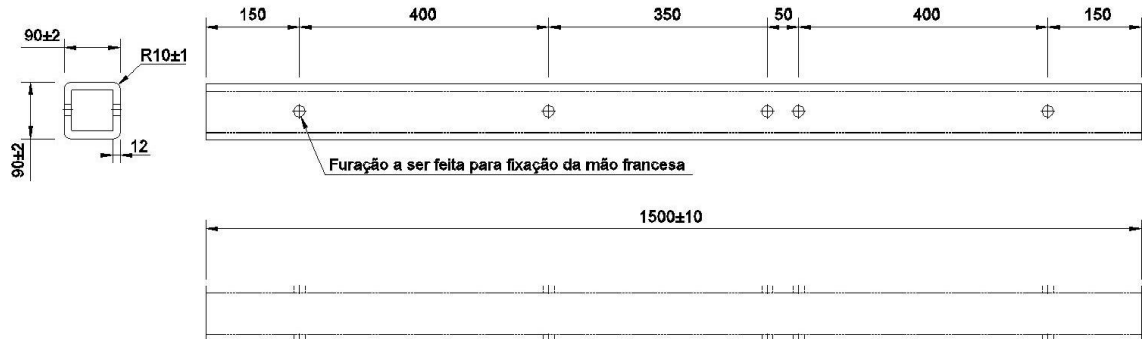 150 400 350 50 400 150
90±2
R10±1
90±2
12
Furação a ser feita para fixação da mão francesa
1500±10